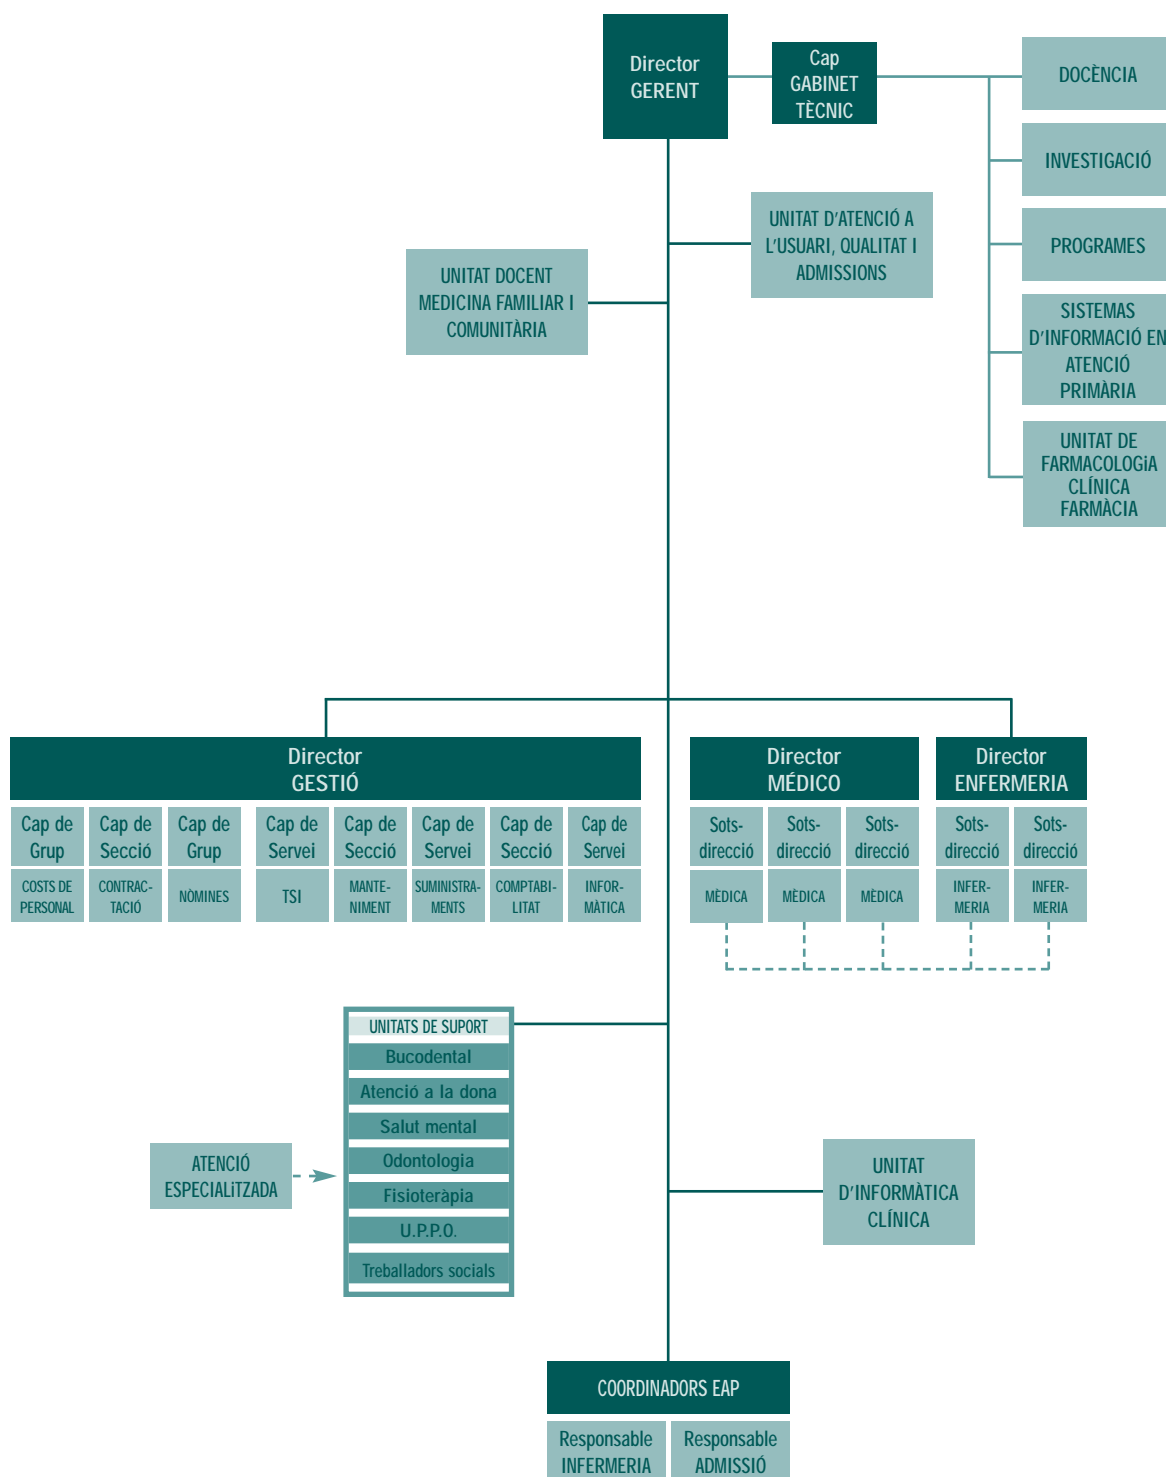 Director
GERENT
Cap
GABINET
TÈCNIC
DOCÈNCIA
INVESTIGACIÓ
PROGRAMES
SISTEMAS
D'INFORMACIÓ EN
ATENCIÓ
PRIMÀRIA
UNITAT DE
FARMACOLOGiA
CLÍNICA
FARMÀCIA
UNITAT D'ATENCIÓ A
L'USUARI, QUALITAT I
ADMISSIONS
UNITAT DOCENT
MEDICINA FAMILIAR I
COMUNITÀRIA
Director
GESTIÓ
Cap de
Grup
COSTS DE
PERSONAL
Cap de
Secció
CONTRAC-
TACIÓ
Cap de
Grup
NÒMINES
Cap de
Servei
TSI
Cap de
Secció
MANTE-
NIMENT
Cap de
Servei
SUMINISTRA-
MENTS
Cap de
Secció
COMPTABI-
LITAT
Cap de
Servei
INFOR-
MÀTICA
Director
MÉDICO
Sots-
direcció
MÈDICA
Sots-
direcció
MÈDICA
Sots-
direcció
MÈDICA
Director
ENFERMERIA
Sots-
direcció
INFER-
MERIA
Sots-
direcció
INFER-
MERIA
UNITATS DE SUPORT
Bucodental
Atenció a la dona
Salut mental
Odontologia
Fisioteràpia
U.P.P.O.
Treballadors socials
ATENCIÓ
ESPECIALiTZADA
UNITAT
D'INFORMÀTICA
CLÍNICA
COORDINADORS EAP
Responsable
INFERMERIA
Responsable
ADMISSIÓ